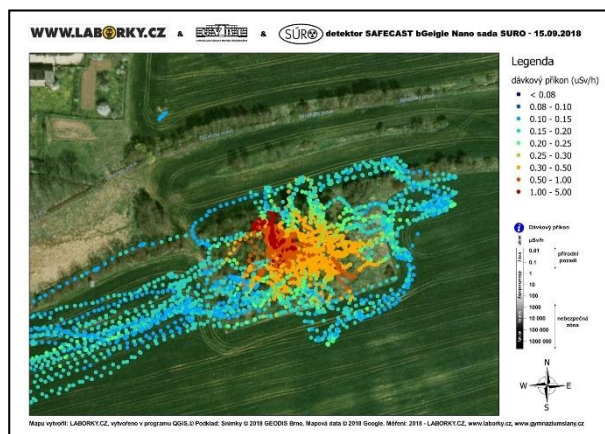 WWW.LABORKY.CZ & & SÚRO detektor SAFECAST bGeigie Nano sada SURO - 15.09.2018
Legenda
dávkový příkon (uSv/h)
< 0.08
0.08 - 0.10
0.10 - 0.15
0.15 - 0.20
0.20 - 0.25
0.25 - 0.30
0.30 - 0.50
0.50 - 1.00
1.00 - 5.00
Dávkový příkon
µSv/h
0.01
0.1
1
10
100
1000
10 000
100 000
1000 000
přírodní
pozadí
nebezpečná
zóna
N
W E
S
Mapu vytvořil: LABORKY.CZ, vytvořeno v programu QGIS.© Podklad: Snímky © 2018 GEODIS Brno, Mapová data © 2018 Google. Měření: 2018 - LABORKY.CZ, www.laborky.cz, www.gymnaziumslany.cz